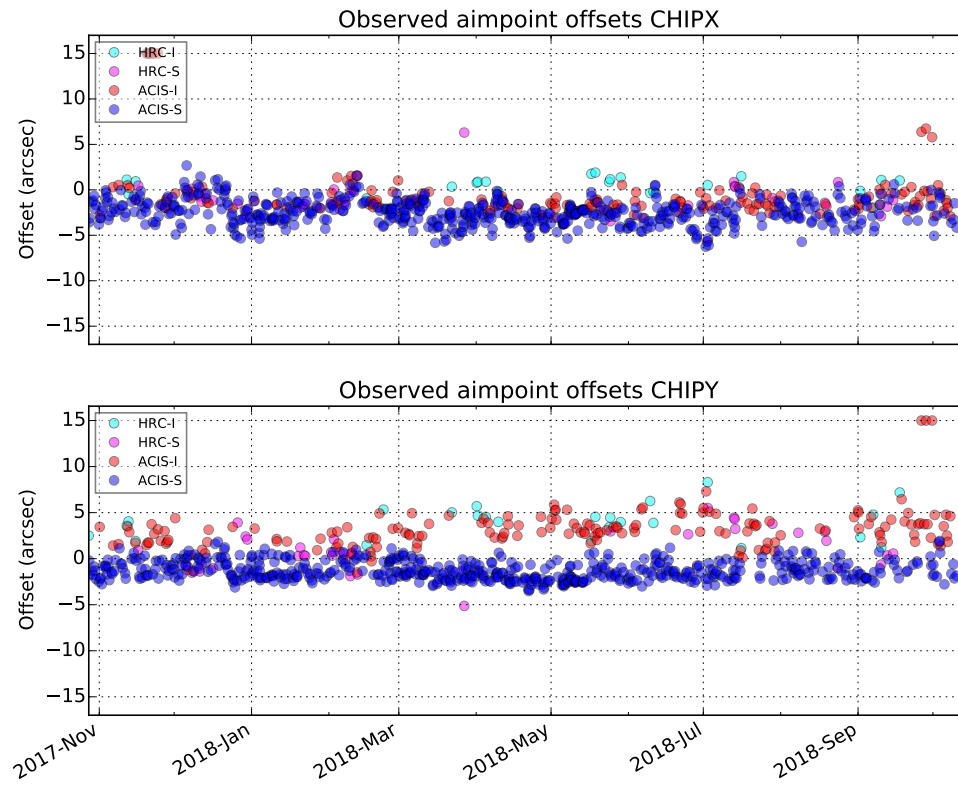 Observed aimpoint offsets CHIPX
Offset (arcsec)
15
10
5
0
−5
−10
−15
HRC-I
HRC-S
ACIS-I
ACIS-S
Observed aimpoint offsets CHIPY
Offset (arcsec)
15
10
5
0
−5
−10
−15
HRC-I
HRC-S
ACIS-I
ACIS-S
2017-Nov
2018-Jan
2018-Mar
2018-May
2018-Jul
2018-Sep